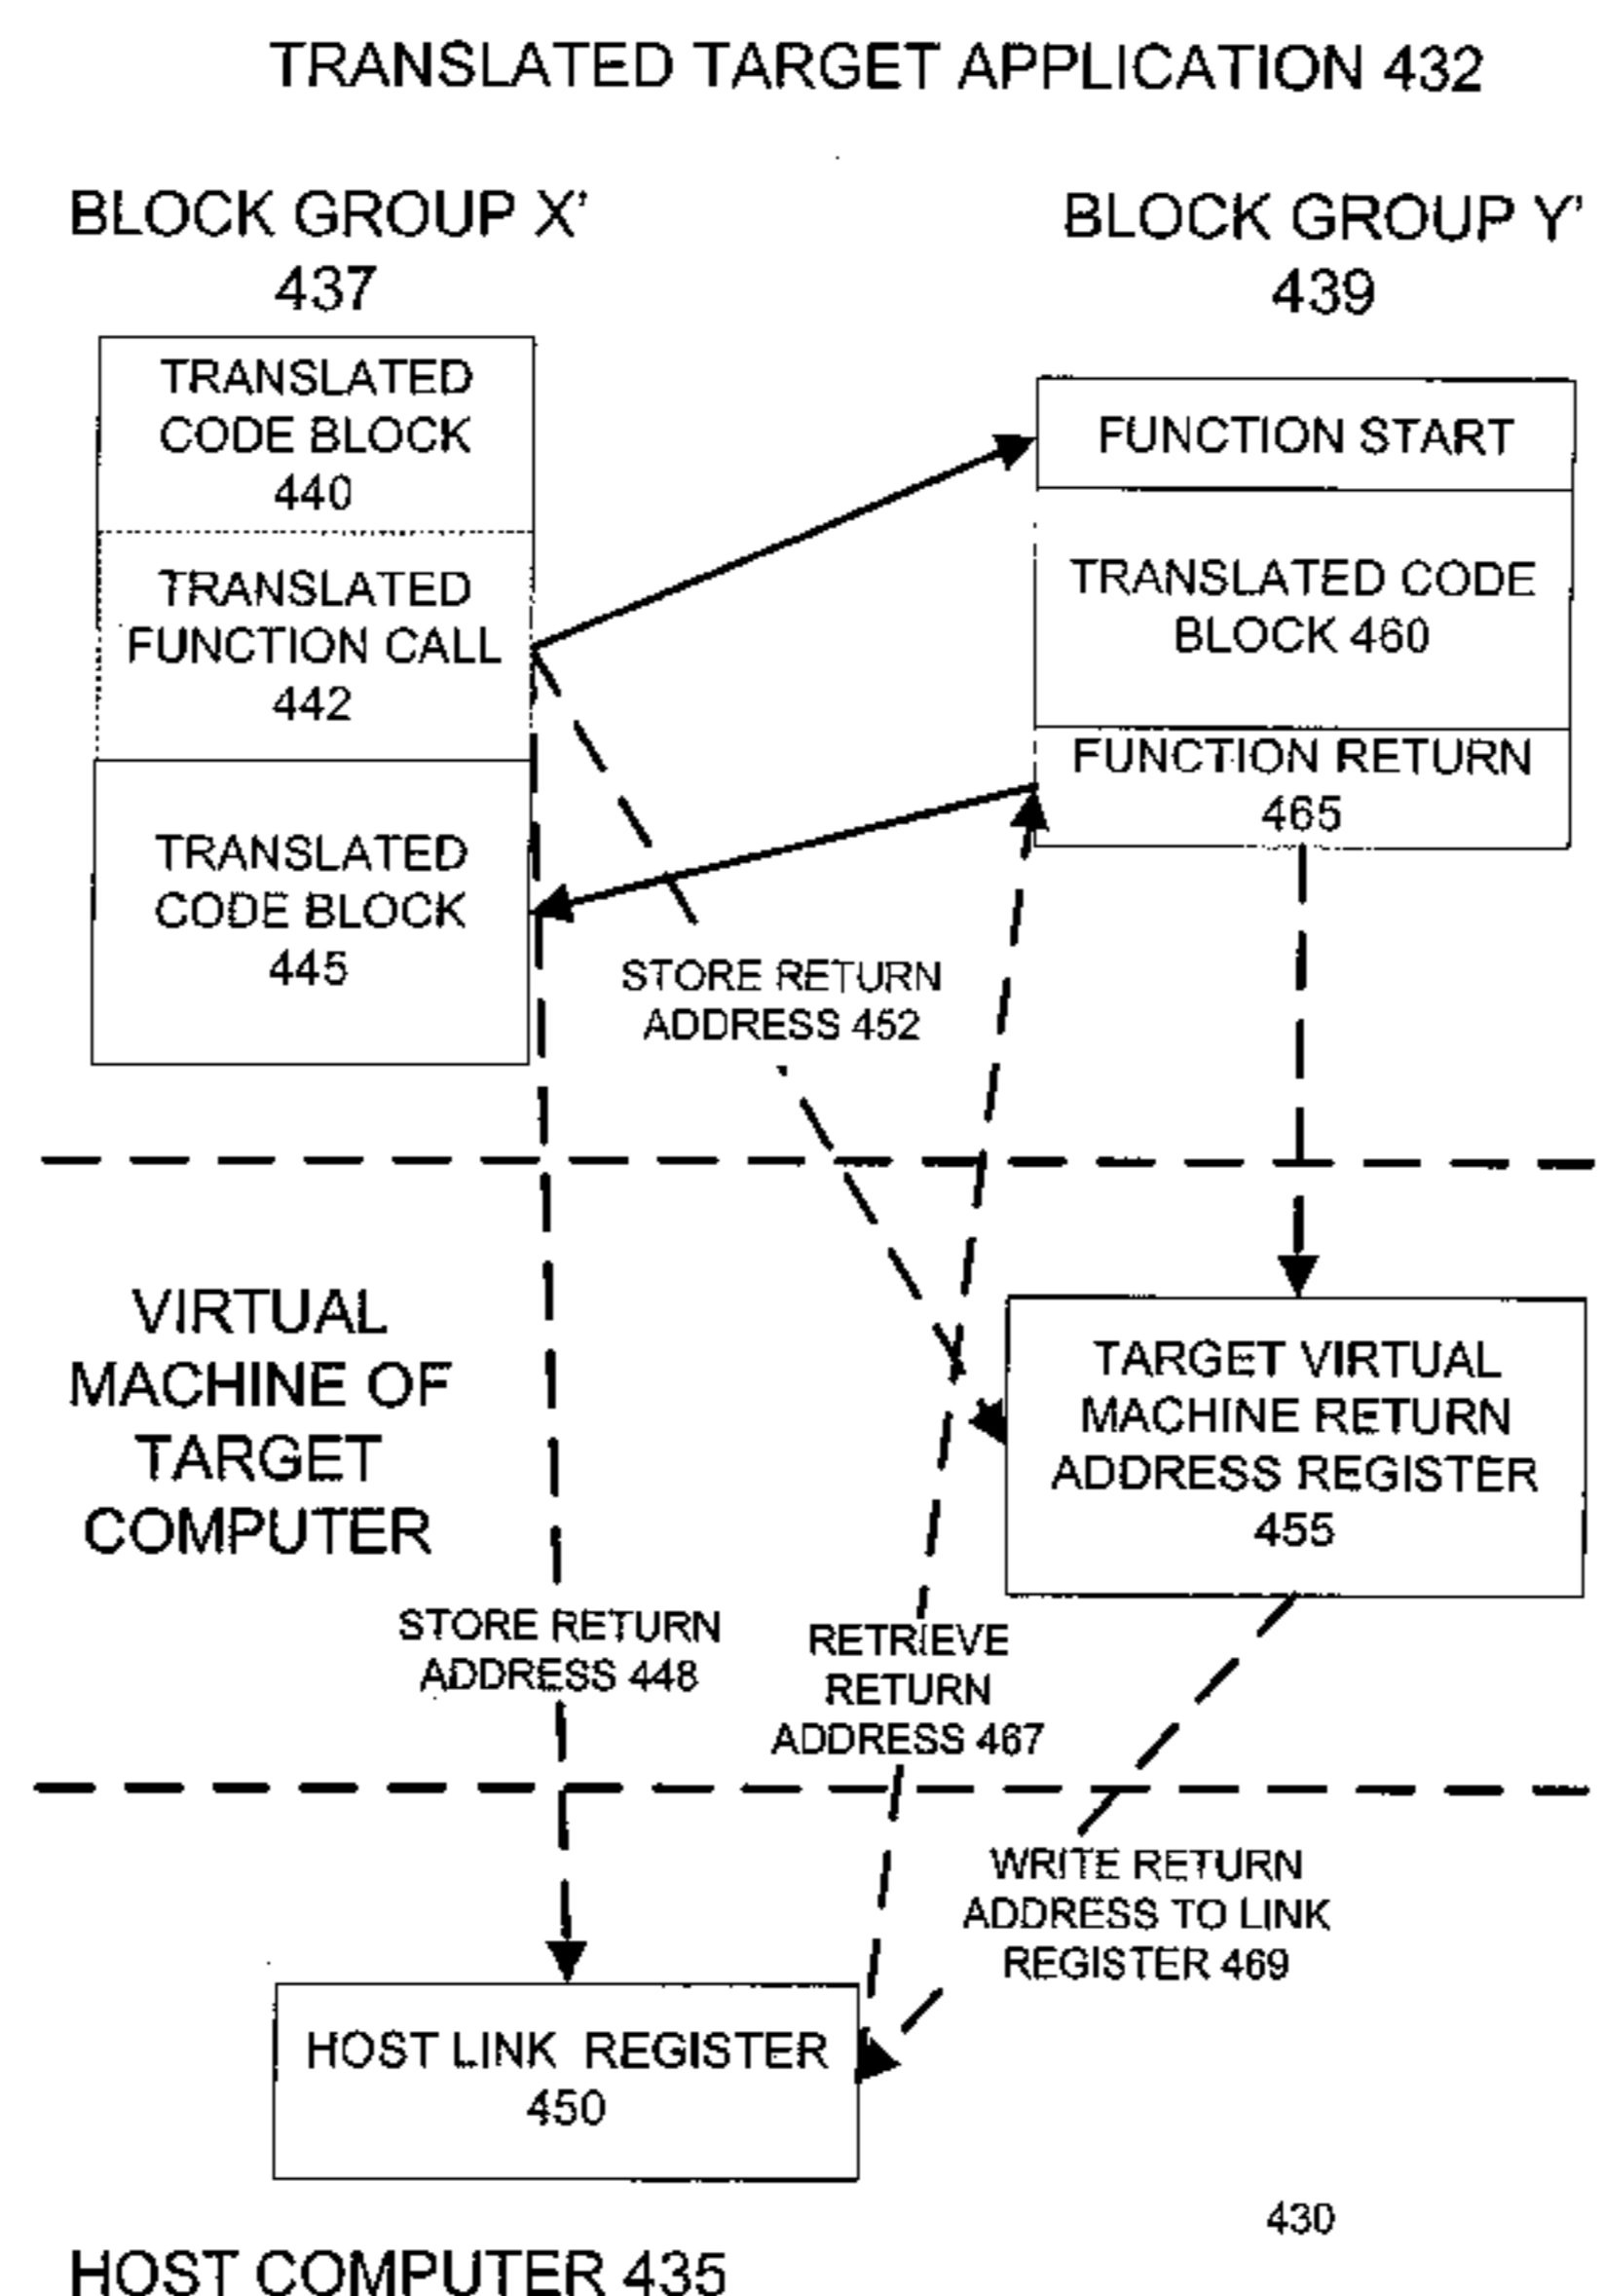 TRANSLATED TARGET APPLICATION 432
BLOCK GROUP X'
437
BLOCK GROUP Y'
439
TRANSLATED
CODE BLOCK
440
TRANSLATED
FUNCTION CALL
442
TRANSLATED
CODE BLOCK
445
FUNCTION START
TRANSLATED CODE
BLOCK 460
FUNCTION RETURN
465
STORE RETURN
ADDRESS 452
VIRTUAL
MACHINE OF
TARGET
COMPUTER
TARGET VIRTUAL
MACHINE RETURN
ADDRESS REGISTER
455
STORE RETURN
ADDRESS 448
RETRIEVE
RETURN
ADDRESS 467
WRITE RETURN
ADDRESS TO LINK
REGISTER 469
HOST LINK REGISTER
450
430
HOST COMPUTER 435